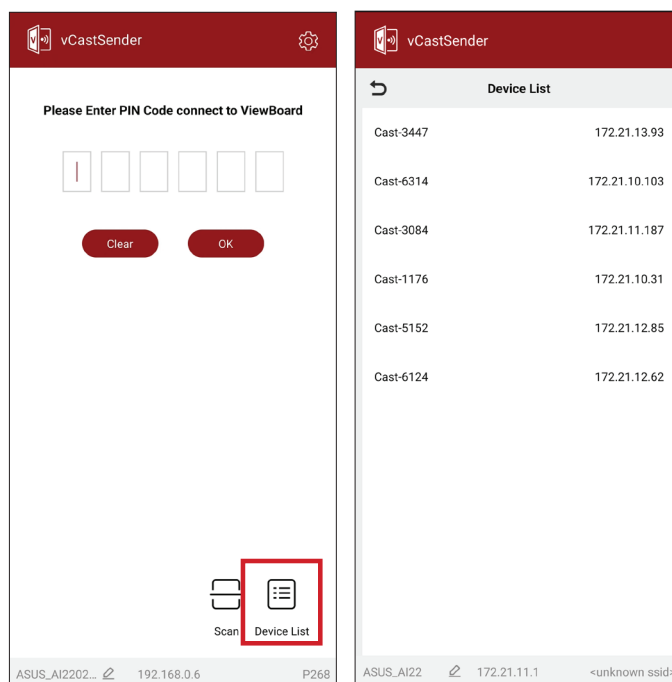 vCastSender
Please Enter PIN Code connect to ViewBoard
Clear OK
Scan Device List
ASUS_AI2202... 192.168.0.6 P268
vCastSender
Device List
Cast-3447 172.21.13.93
Cast-6314 172.21.10.103
Cast-3084 172.21.11.187
Cast-1176 172.21.10.31
Cast-5152 172.21.12.85
Cast-6124 172.21.12.62
ASUS_AI22 172.21.11.1 <unknown ssid>